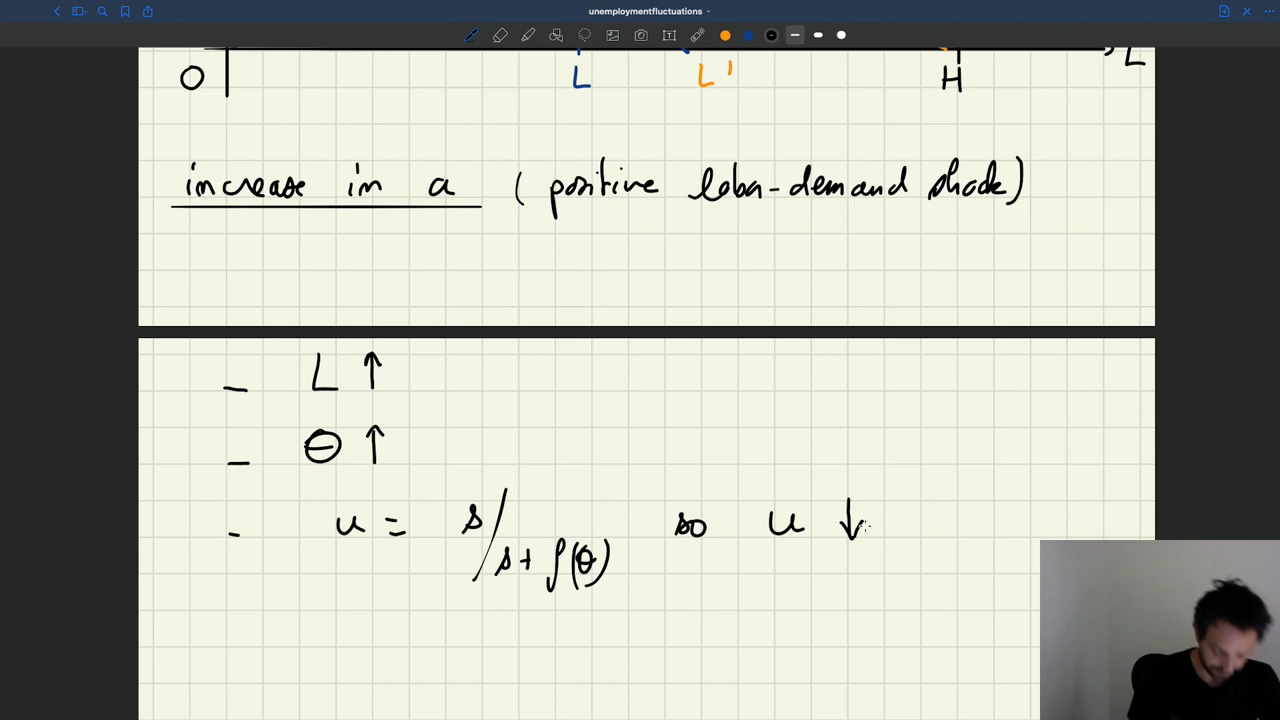 unemploymentfluctuations
O L L' H L
increase in a (positive labor-demand shock)
- L ↑
- θ ↑
- u = s/s+f(θ) so u ↓